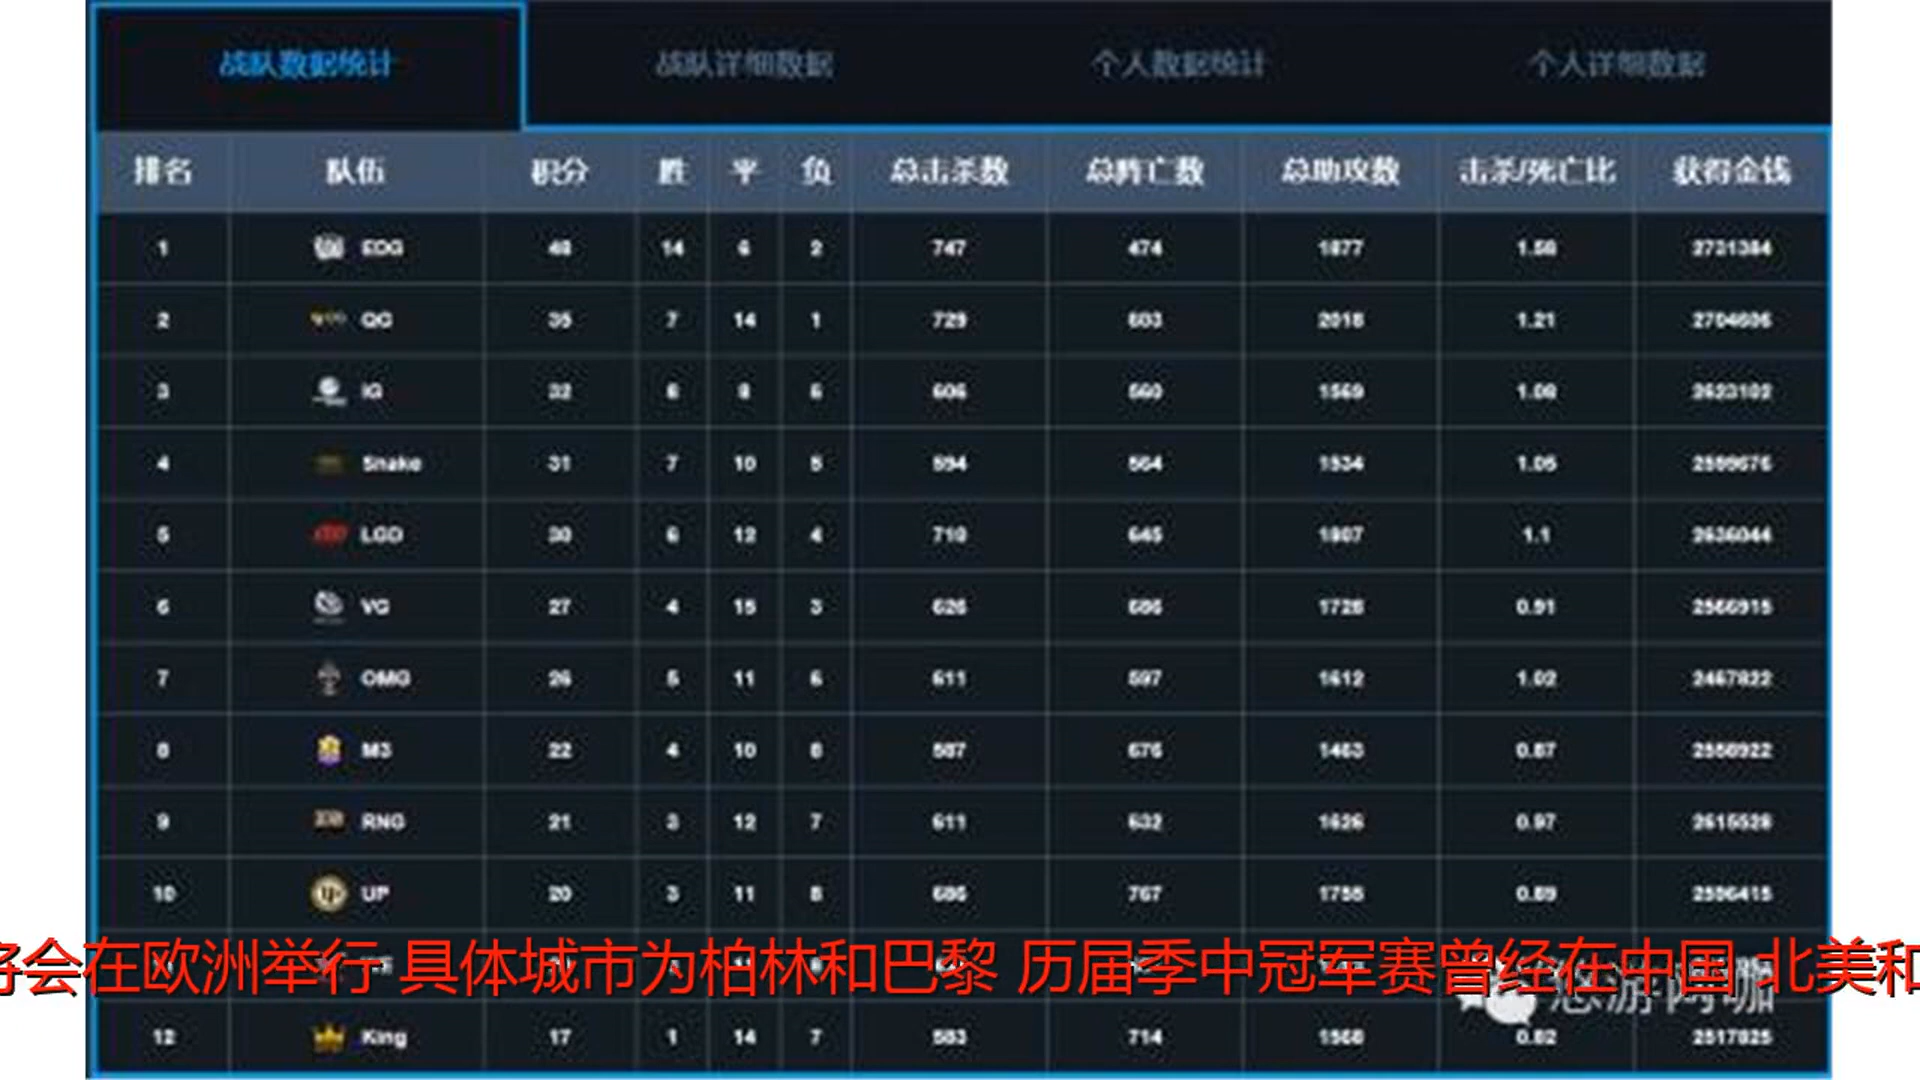 战队数据统计 战队详细数据 个人数据统计 个人详细数据
排名 队伍 积分 胜 平 负 总击杀数 总阵亡数 总助攻数 击杀/死亡比 获得金钱
1 EDG 48 14 6 2 747 474 1877 1.58 2731384
2 QG 35 7 14 1 729 603 2018 1.21 2704606
3 IG 32 8 8 6 606 560 1569 1.08 2623102
4 Snake 31 7 10 5 594 564 1534 1.05 2599676
5 LGD 30 6 12 4 710 645 1807 1.1 2636044
6 VG 27 4 15 3 626 686 1728 0.91 2566915
7 OMG 26 5 11 6 611 597 1612 1.02 2467822
8 M3 22 4 10 8 587 676 1463 0.87 2558922
9 RNG 21 3 12 7 611 632 1626 0.97 2615528
10 UP 20 3 11 8 686 767 1755 0.89 2596415
将会在欧洲举行 具体城市为柏林和巴黎 历届季中冠军赛曾经在中国 北美和
悠游网咖
12 King 17 1 14 7 583 714 1568 0.82 2517825